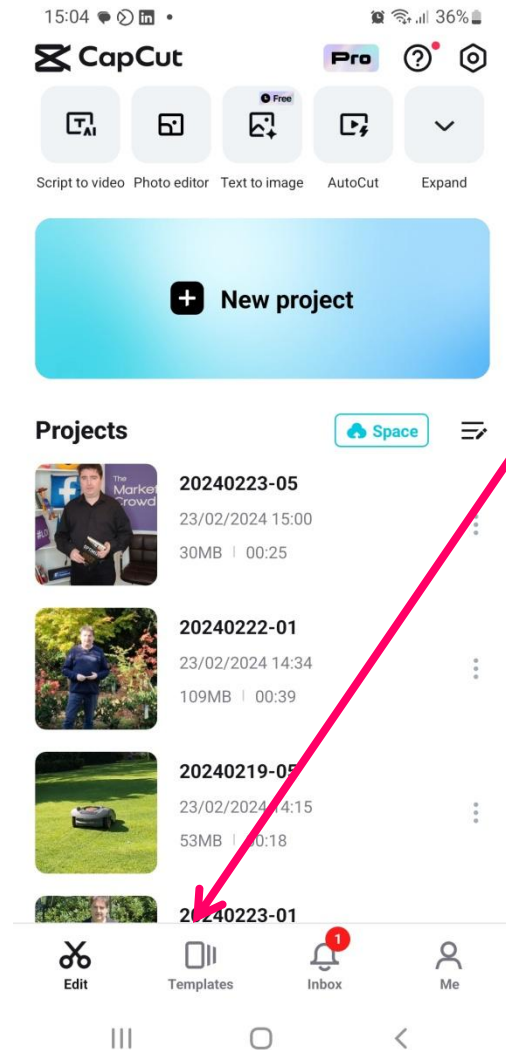 15:04
36%
CapCut
Pro
Free
Script to video
Photo editor
Text to image
AutoCut
Expand
New project
Projects
Space
The
Market
Crowd
20240223-05
23/02/2024 15:00
30MB | 00:25
20240222-01
23/02/2024 14:34
109MB | 00:39
20240219-05
23/02/2024 14:15
53MB | 00:18
20240223-01
1
Edit
Templates
Inbox
Me